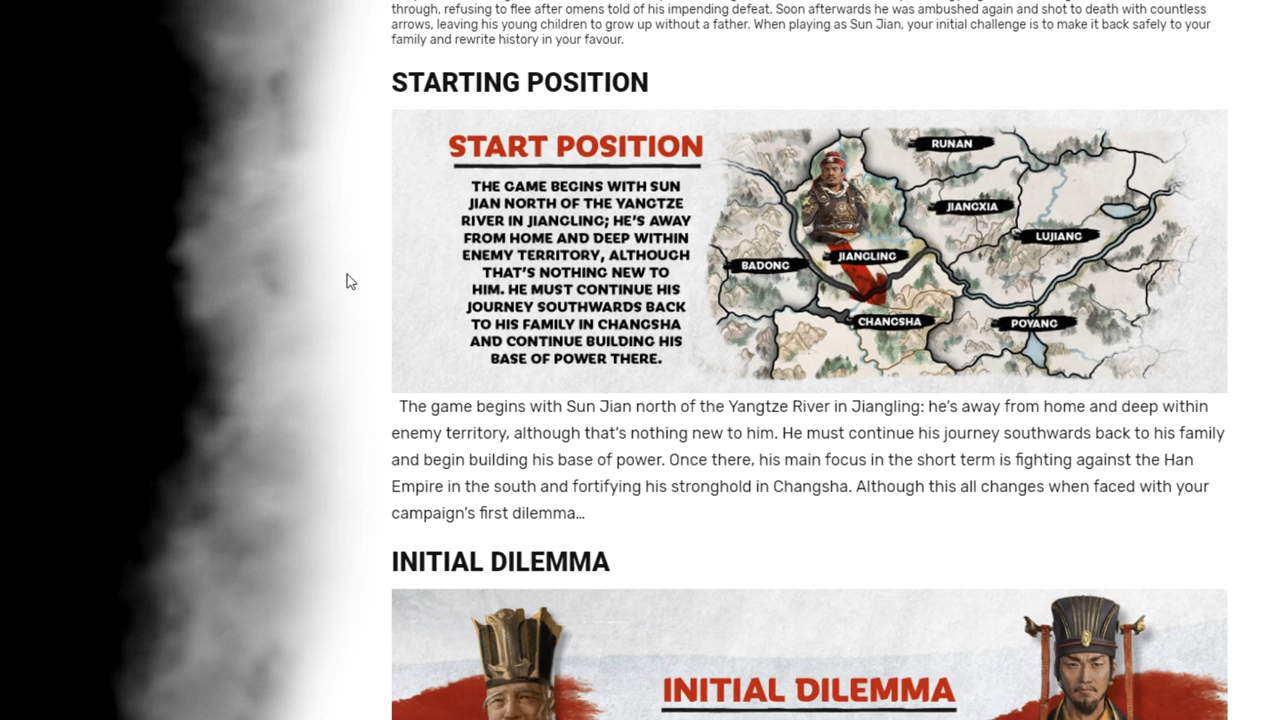 through, refusing to flee after omens told of his impending defeat. Soon afterwards he was ambushed again and shot to death with countless
arrows, leaving his young children to grow up without a father. When playing as Sun Jian, your initial challenge is to make it back safely to your
family and rewrite history in your favour.
STARTING POSITION
START POSITION
THE GAME BEGINS WITH SUN
JIAN NORTH OF THE YANGTZE
RIVER IN JIANGLING; HE'S AWAY
FROM HOME AND DEEP WITHIN
ENEMY TERRITORY, ALTHOUGH
THAT'S NOTHING NEW TO
HIM. HE MUST CONTINUE HIS
JOURNEY SOUTHWARDS BACK
TO HIS FAMILY IN CHANGSHA
AND CONTINUE BUILDING HIS
BASE OF POWER THERE.
RUNAN
JIANGXIA
LUJIANG
JIANGLING
BADONG
CHANGSHA
POYANG
The game begins with Sun Jian north of the Yangtze River in Jiangling: he's away from home and deep within
enemy territory, although that's nothing new to him. He must continue his journey southwards back to his family
and begin building his base of power. Once there, his main focus in the short term is fighting against the Han
Empire in the south and fortifying his stronghold in Changsha. Although this all changes when faced with your
campaign's first dilemma…
INITIAL DILEMMA
INITIAL DILEMMA